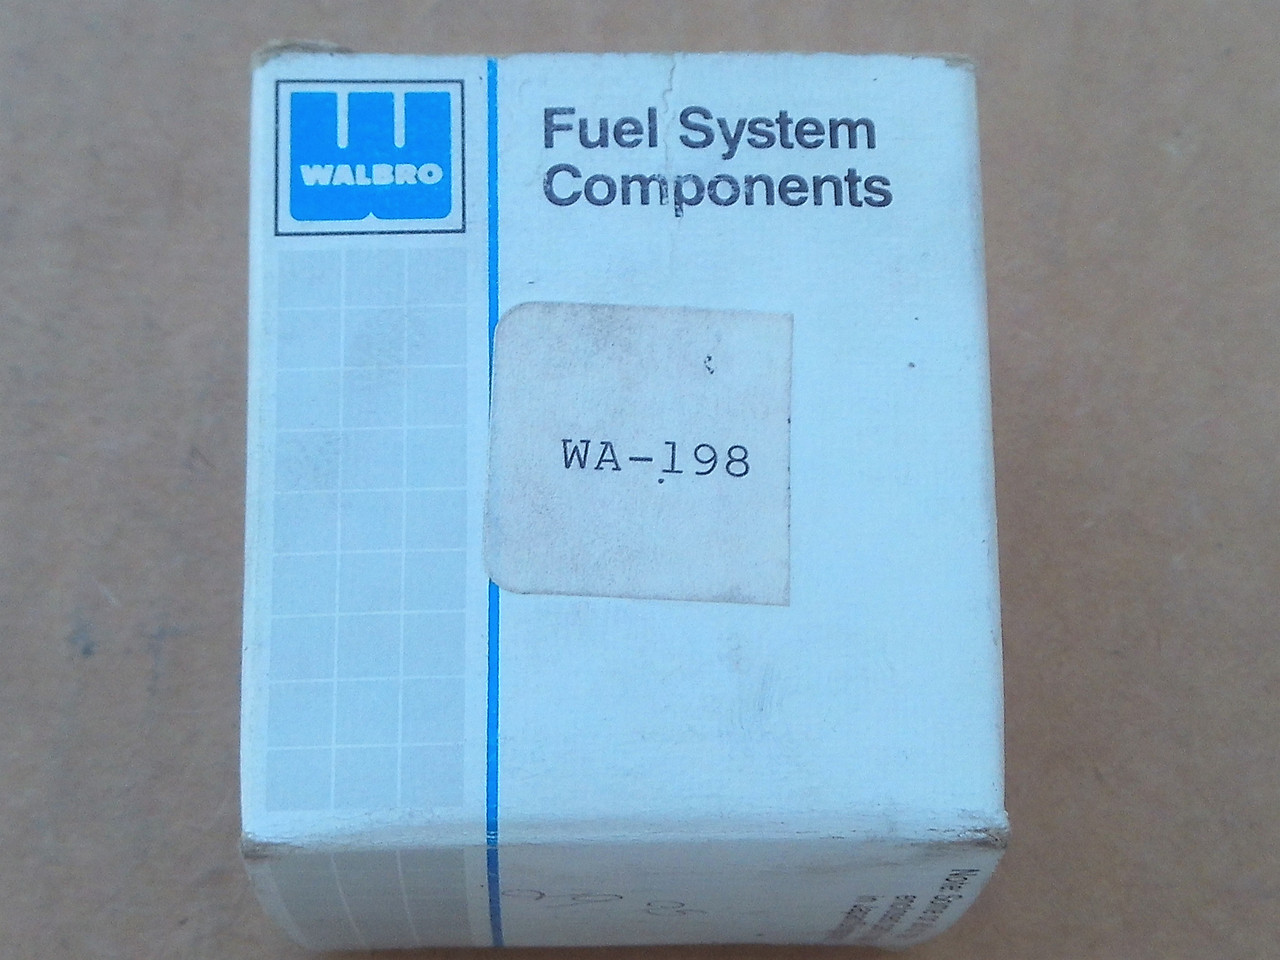 WALBRO
Fuel System
Components
WA-198